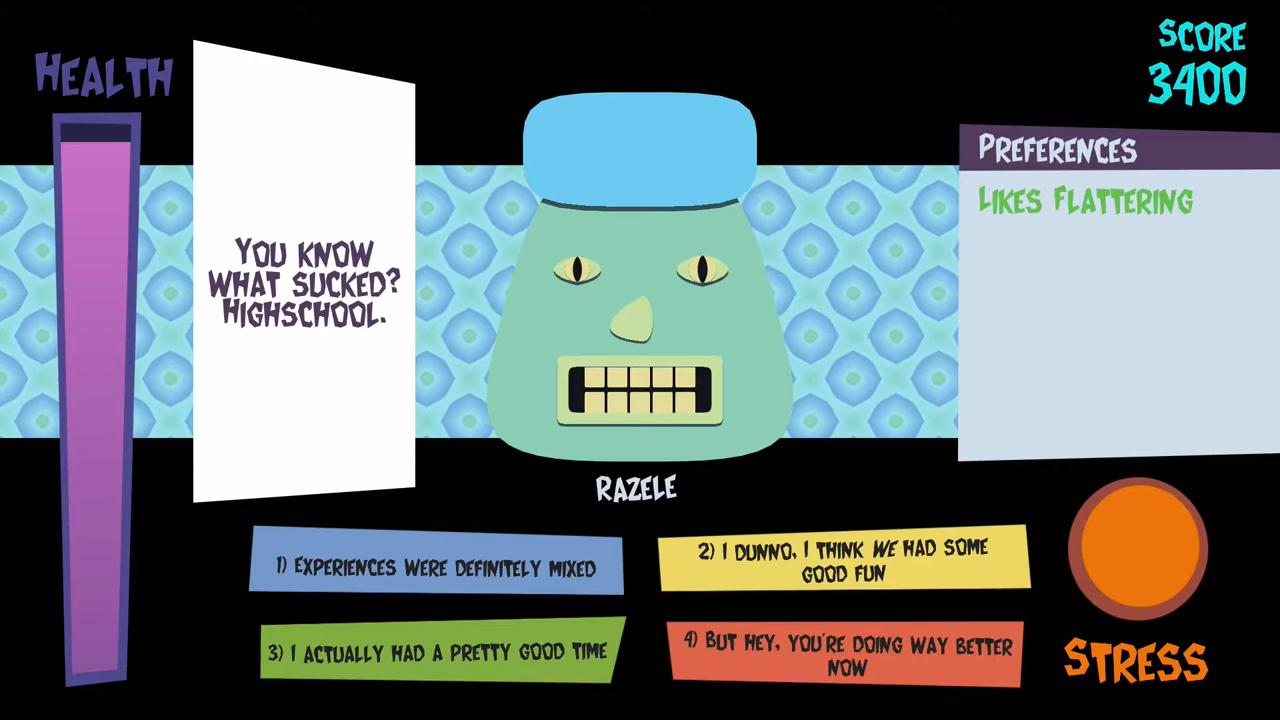 HEALTH
YOU KNOW
WHAT SUCKED?
HIGHSCHOOL.
SCORE
3400
PREFERENCES
LIKES FLATTERING
RAZELE
1) EXPERIENCES WERE DEFINITELY MIXED
2) I DUNNO, I THINK WE HAD SOME
GOOD FUN
3) I ACTUALLY HAD A PRETTY GOOD TIME
4) BUT HEY, YOU'RE DOING WAY BETTER
NOW
STRESS